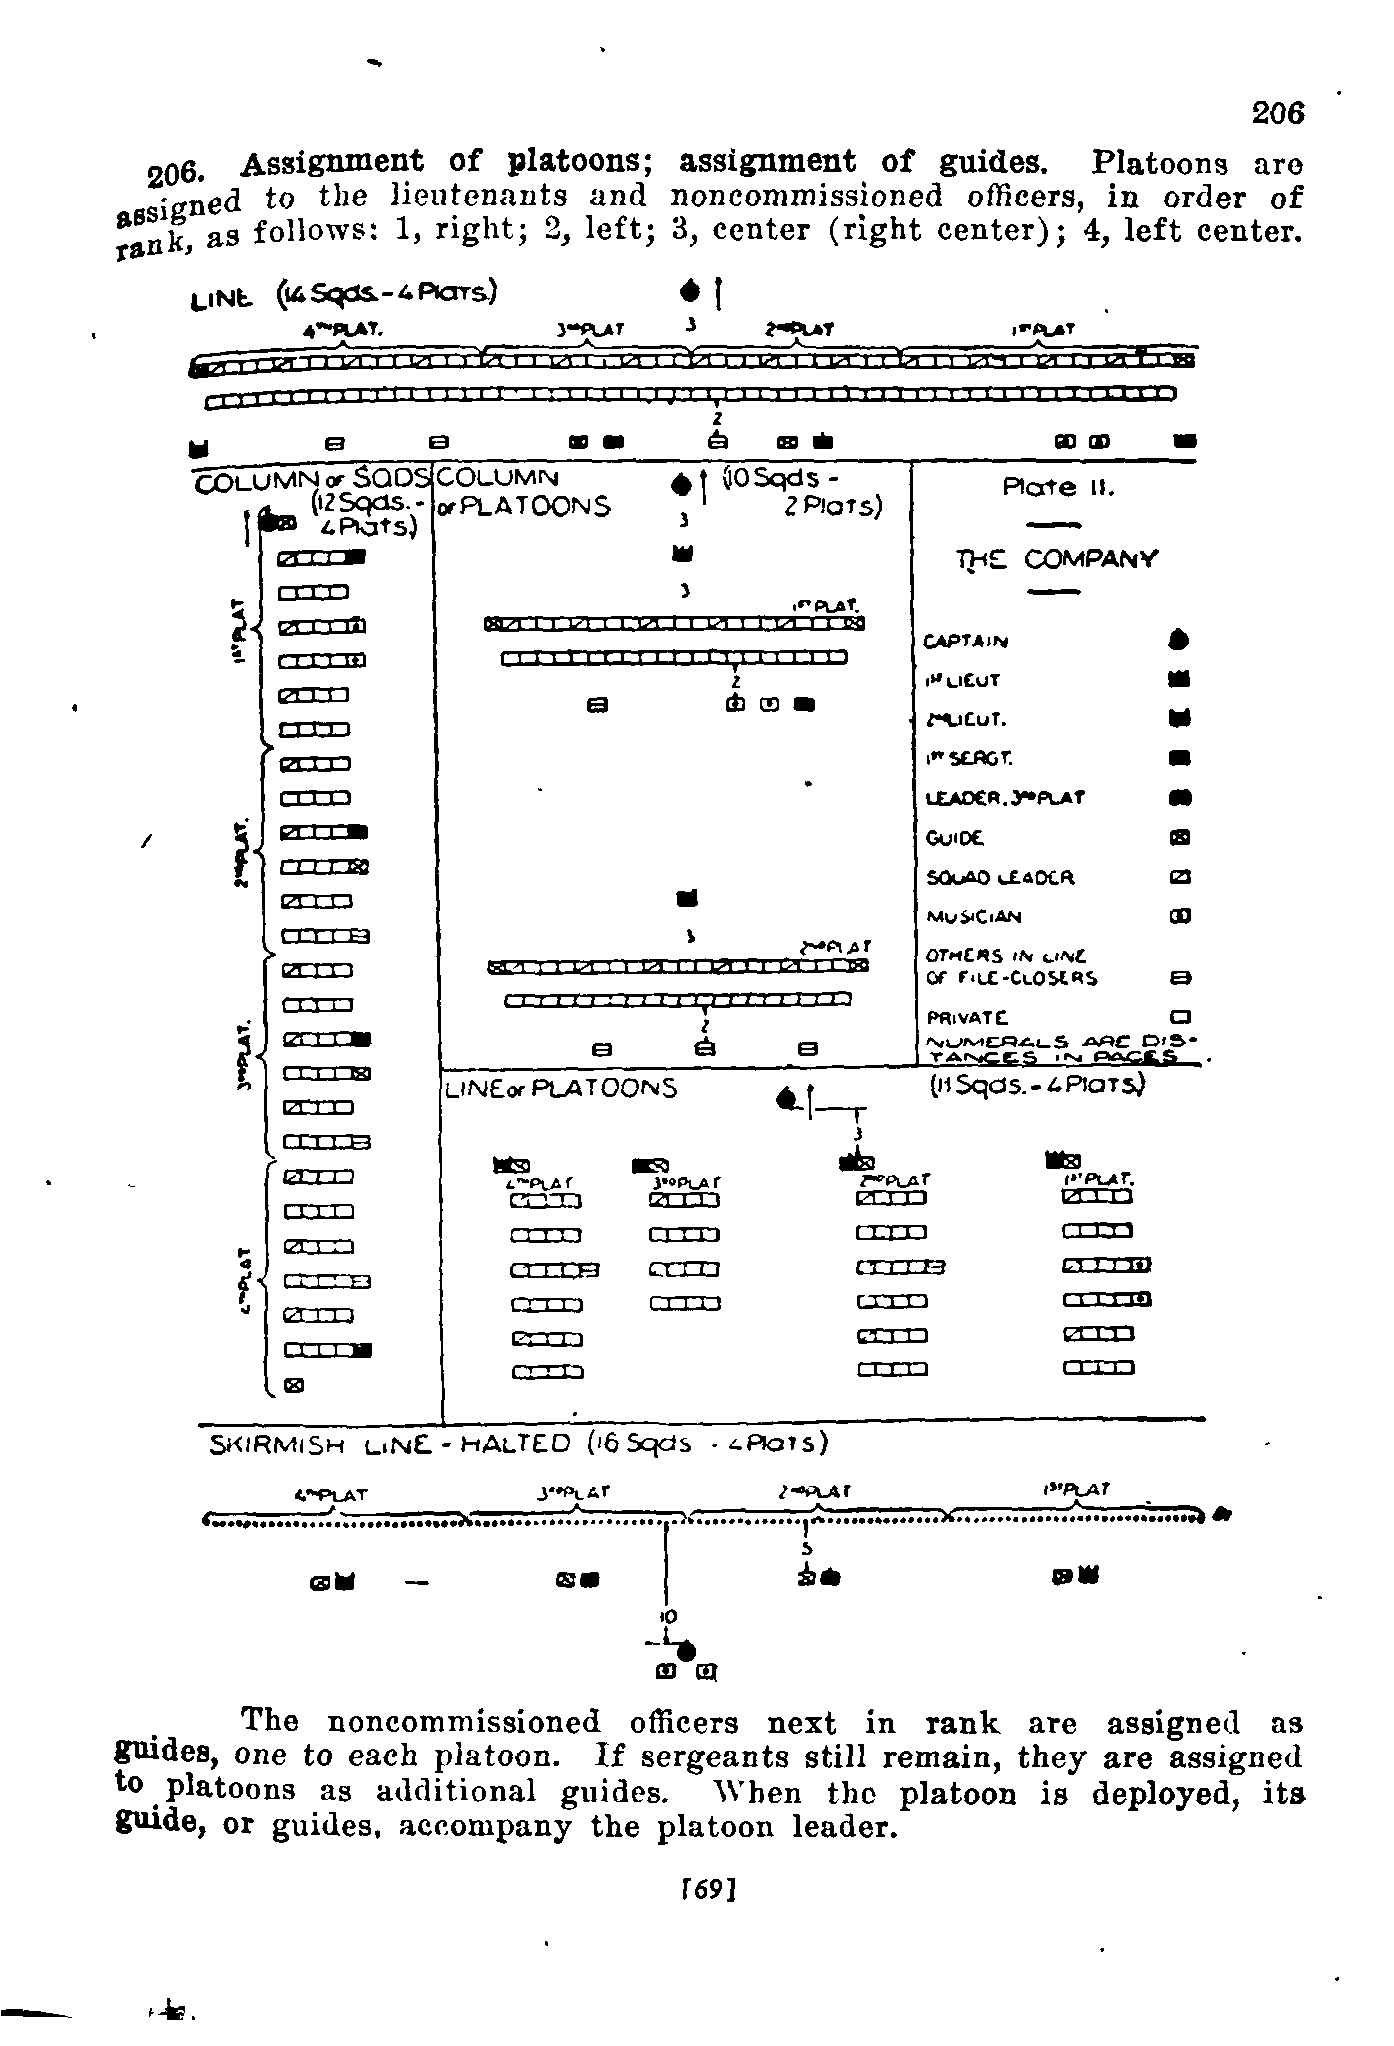 206
206. Assignment of platoons; assignment of guides. Platoons are
assigned to the lieutenants and noncommissioned officers, in order of
rank, as follows: 1, right; 2, left; 3, center (right center); 4, left center.
LINE (14 Sqds.-4 Plats.)
3
4TH PLAT. 3RD PLAT 2ND PLAT 1ST PLAT
2
COLUMN of SQDS
(12 Sqds. -
4 Plats)
1ST PLAT
2ND PLAT.
3RD PLAT.
4TH PLAT
COLUMN
of PLATOONS
(10 Sqds -
2 Plats)
3
3
1ST PLAT.
2
3
2ND PLAT
2
Plate II.
THE COMPANY
CAPTAIN
1ST LIEUT
2ND LIEUT.
1ST SERGT.
LEADER, 3RD PLAT
GUIDE
SQUAD LEADER
MUSICIAN
OTHERS IN LINE
OF FILE-CLOSERS
PRIVATE
NUMERALS ARE DIS-
TANCES IN PACES
LINE of PLATOONS
(11 Sqds. - 4 Plats)
3
4TH PLAT 3RD PLAT 2ND PLAT 1ST PLAT.
SKIRMISH LINE - HALTED (16 Sqds - 4 Plats)
4TH PLAT 3RD PLAT 2ND PLAT 1ST PLAT
5
10
The noncommissioned officers next in rank are assigned as
guides, one to each platoon. If sergeants still remain, they are assigned
to platoons as additional guides. When the platoon is deployed, its
guide, or guides, accompany the platoon leader.
[69]